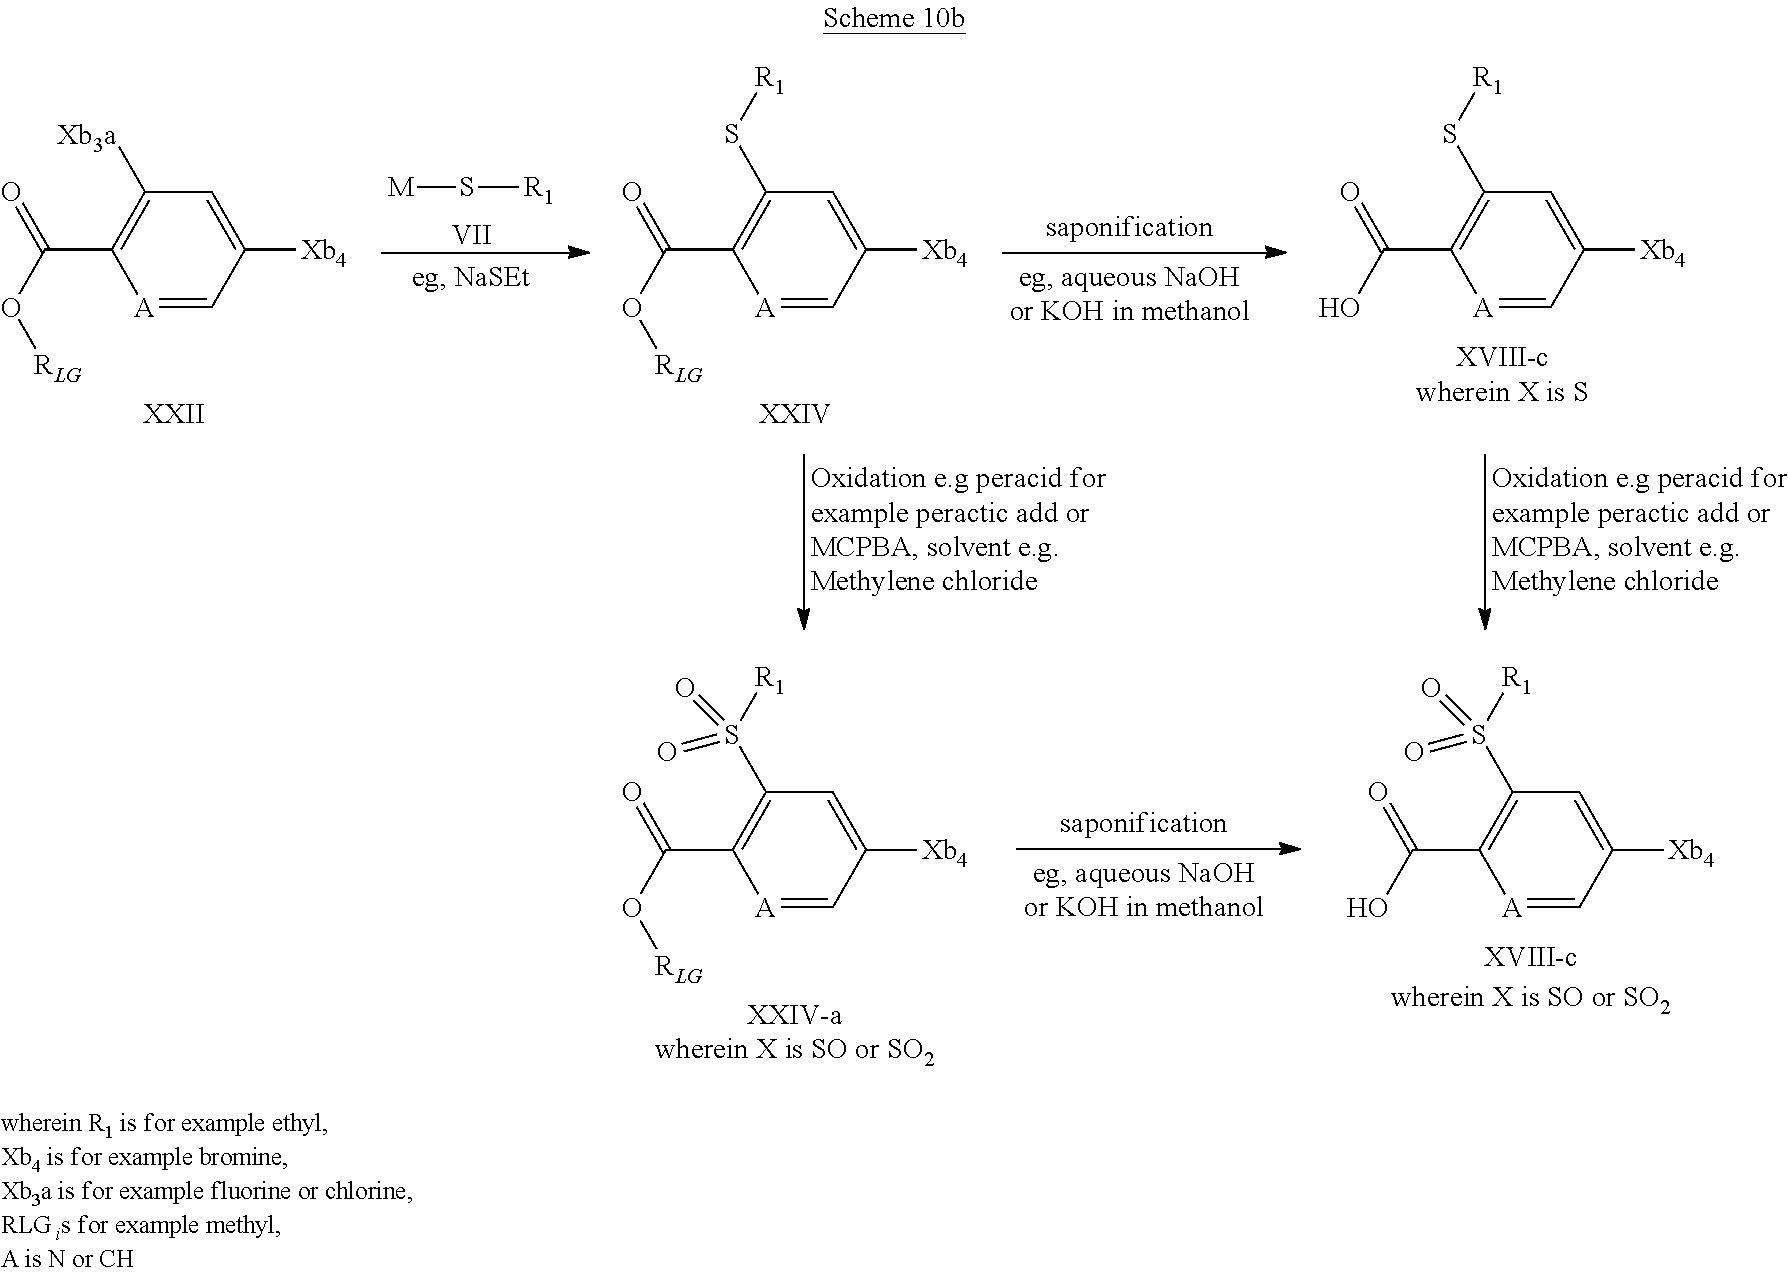 Scheme 10b
Xb3a
O
O
RLG
A
Xb4
XXII
M—S—R1
VII
eg, NaSEt
R1
S
O
O
RLG
A
Xb4
XXIV
saponification
eg, aqueous NaOH
or KOH in methanol
R1
S
O
HO
A
Xb4
XVIII-c
wherein X is S
Oxidation e.g peracid for
example peractic add or
MCPBA, solvent e.g.
Methylene chloride
Oxidation e.g peracid for
example peractic add or
MCPBA, solvent e.g.
Methylene chloride
R1
O
O
S
O
O
RLG
A
Xb4
XXIV-a
wherein X is SO or SO2
saponification
eg, aqueous NaOH
or KOH in methanol
R1
O
O
S
O
HO
A
Xb4
XVIII-c
wherein X is SO or SO2
wherein R1 is for example ethyl,
Xb4 is for example bromine,
Xb3a is for example fluorine or chlorine,
RLG is for example methyl,
A is N or CH